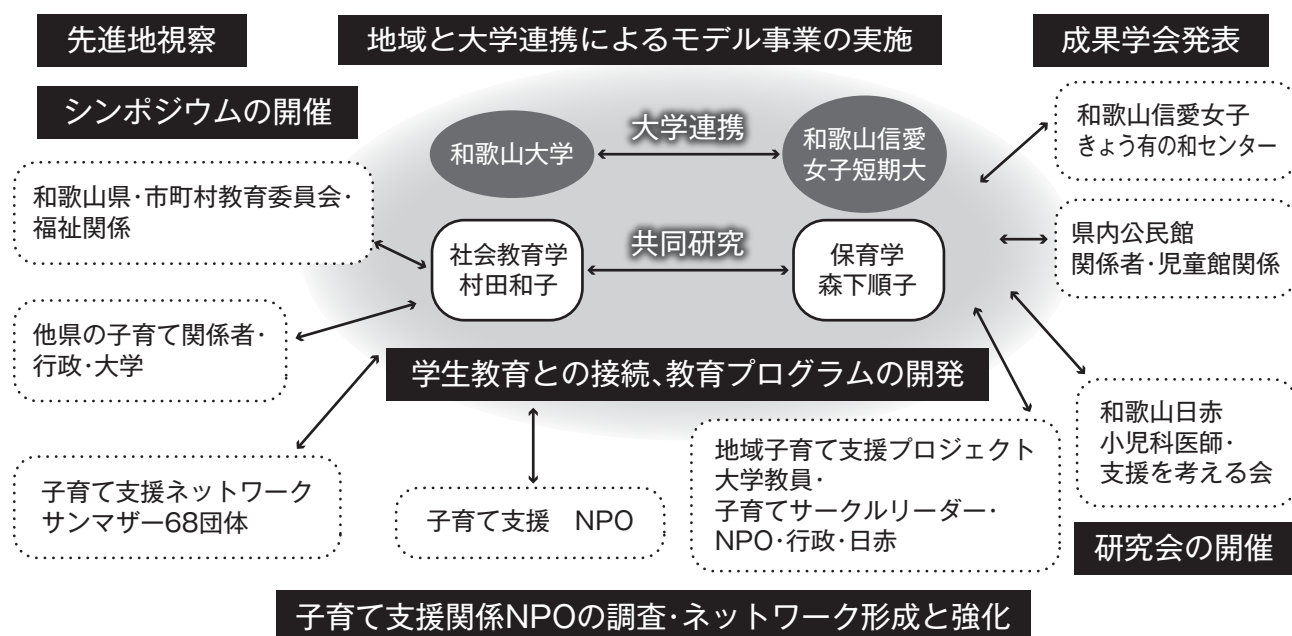 先進地視察
地域と大学連携によるモデル事業の実施
成果学会発表
シンポジウムの開催
和歌山大学
大学連携
和歌山信愛
女子短期大
和歌山信愛女子
きょう有の和センター
和歌山県・市町村教育委員会・
福祉関係
社会教育学
村田和子
共同研究
保育学
森下順子
県内公民館
関係者・児童館関係
他県の子育て関係者・
行政・大学
学生教育との接続、教育プログラムの開発
和歌山日赤
小児科医師・
支援を考える会
子育て支援ネットワーク
サンマザー68団体
子育て支援　NPO
地域子育て支援プロジェクト
大学教員・
子育てサークルリーダー・
NPO・行政・日赤
研究会の開催
子育て支援関係NPOの調査・ネットワーク形成と強化